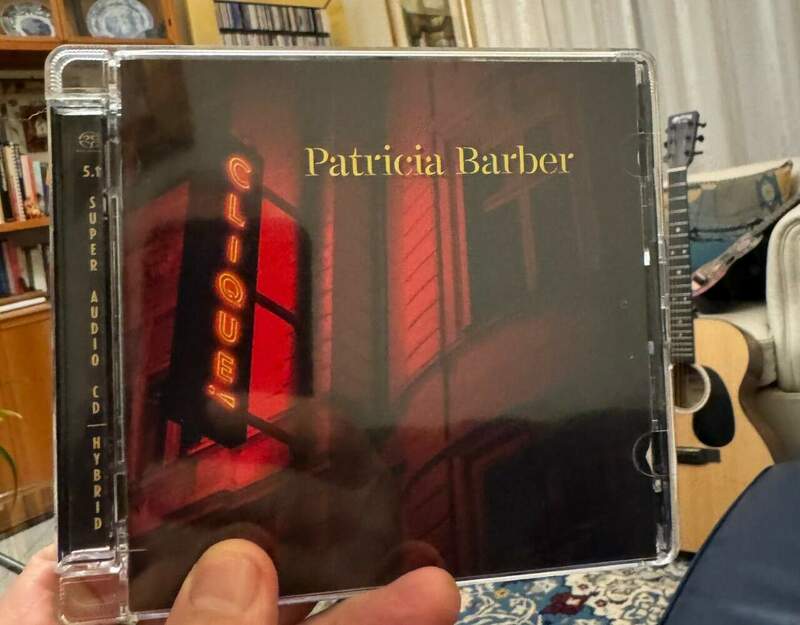 Patricia Barber
CLIQUE!
5.1 SUPER AUDIO CD | HYBRID